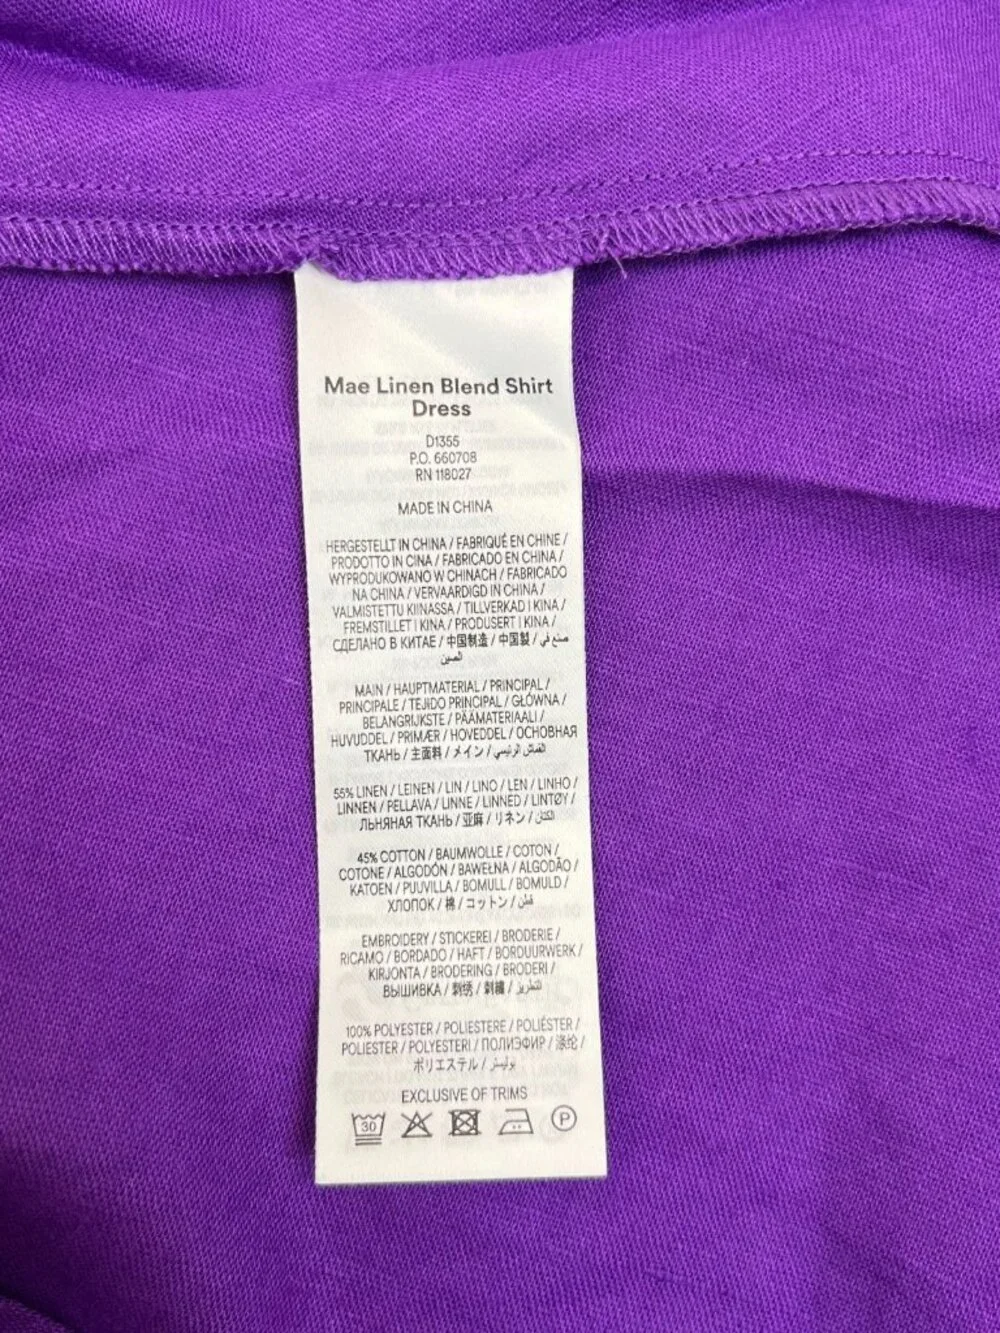 Mae Linen Blend Shirt
Dress
D1355
P.O. 660708
RN 118027
MADE IN CHINA
HERGESTELLT IN CHINA / FABRIQUÉ EN CHINE /
PRODOTTO IN CINA / FABRICADO EN CHINA /
WYPRODUKOWANO W CHINACH / FABRICADO
NA CHINA / VERVAARDIGD IN CHINA /
VALMISTETTU KIINASSA / TILLVERKAD I KINA /
FREMSTILLET I KINA / PRODUSERT I KINA /
СДЕЛАНО В КИТАЕ / 中国制造 / 中國製 / صنع في
الصين
MAIN / HAUPTMATERIAL / PRINCIPAL /
PRINCIPALE / TEJIDO PRINCIPAL / GŁÓWNA /
BELANGRIJKSTE / PÄÄMATERIAALI /
HUVUDDEL / PRIMÆR / HOVEDDEL / ОСНОВНАЯ
ТКАНЬ / 主面料 / メイン / القماش الرئيسي
55% LINEN / LEINEN / LIN / LINO / LEN / LINHO /
LINNEN / PELLAVA / LINNE / LINNED / LINTØY /
ЛЬНЯНАЯ ТКАНЬ / 亚麻 / リネン / الكتان
45% COTTON / BAUMWOLLE / COTON /
COTONE / ALGODÓN / BAWEŁNA / ALGODÃO /
KATOEN / PUUVILLA / BOMULL / BOMULD /
ХЛОПОК / 棉 / コットン / قطن
EMBROIDERY / STICKEREI / BRODERIE /
RICAMO / BORDADO / HAFT / BORDUURWERK /
KIRJONTA / BRODERING / BRODERI /
ВЫШИВКА / 刺绣 / 刺繡 / التطريز
100% POLYESTER / POLIESTERE / POLIÉSTER /
POLIESTER / POLYESTERI / ПОЛИЭФИР / 涤纶 /
ポリエステル / بوليستر
EXCLUSIVE OF TRIMS
30 P